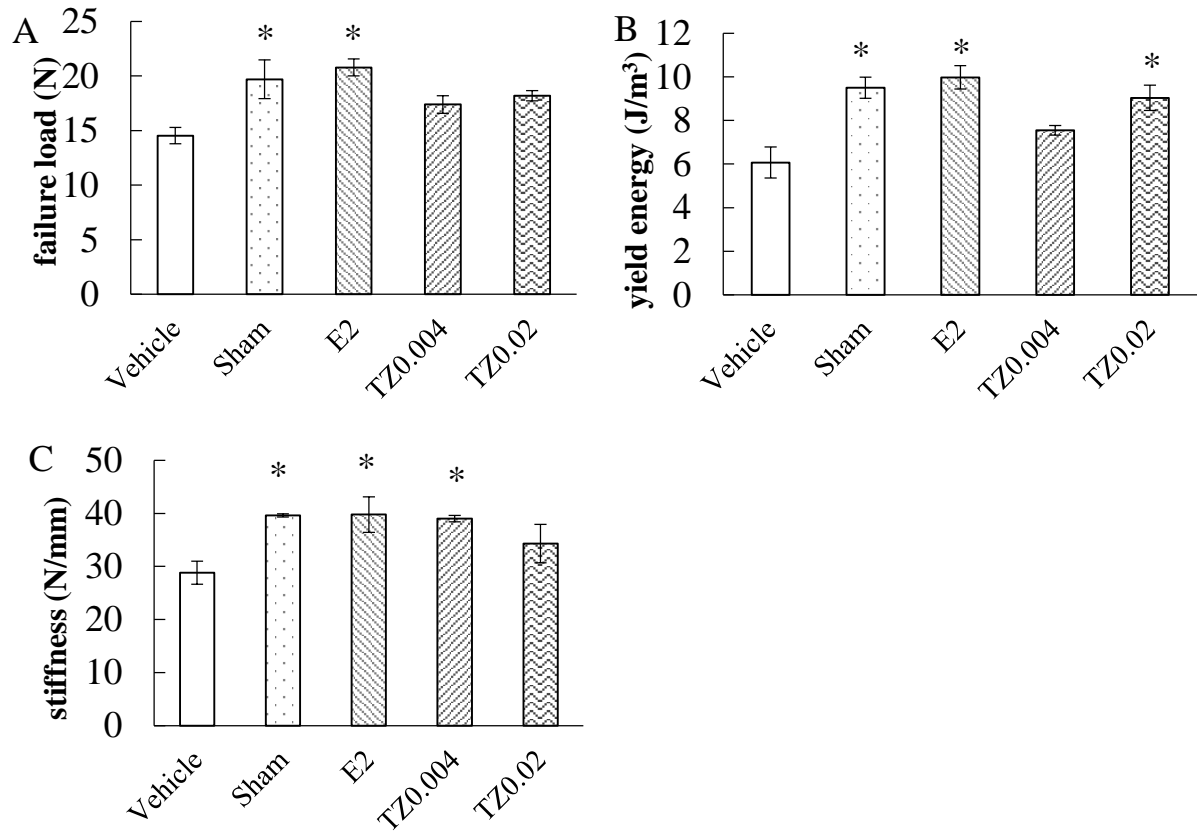 A
failure load (N)
25
20
15
10
5
0
* *
Vehicle
Sham
E2
TZ0.004
TZ0.02
B
yield energy (J/m³)
12
10
8
6
4
2
0
* * *
Vehicle
Sham
E2
TZ0.004
TZ0.02
C
stiffness (N/mm)
50
40
30
20
10
0
* * *
Vehicle
Sham
E2
TZ0.004
TZ0.02